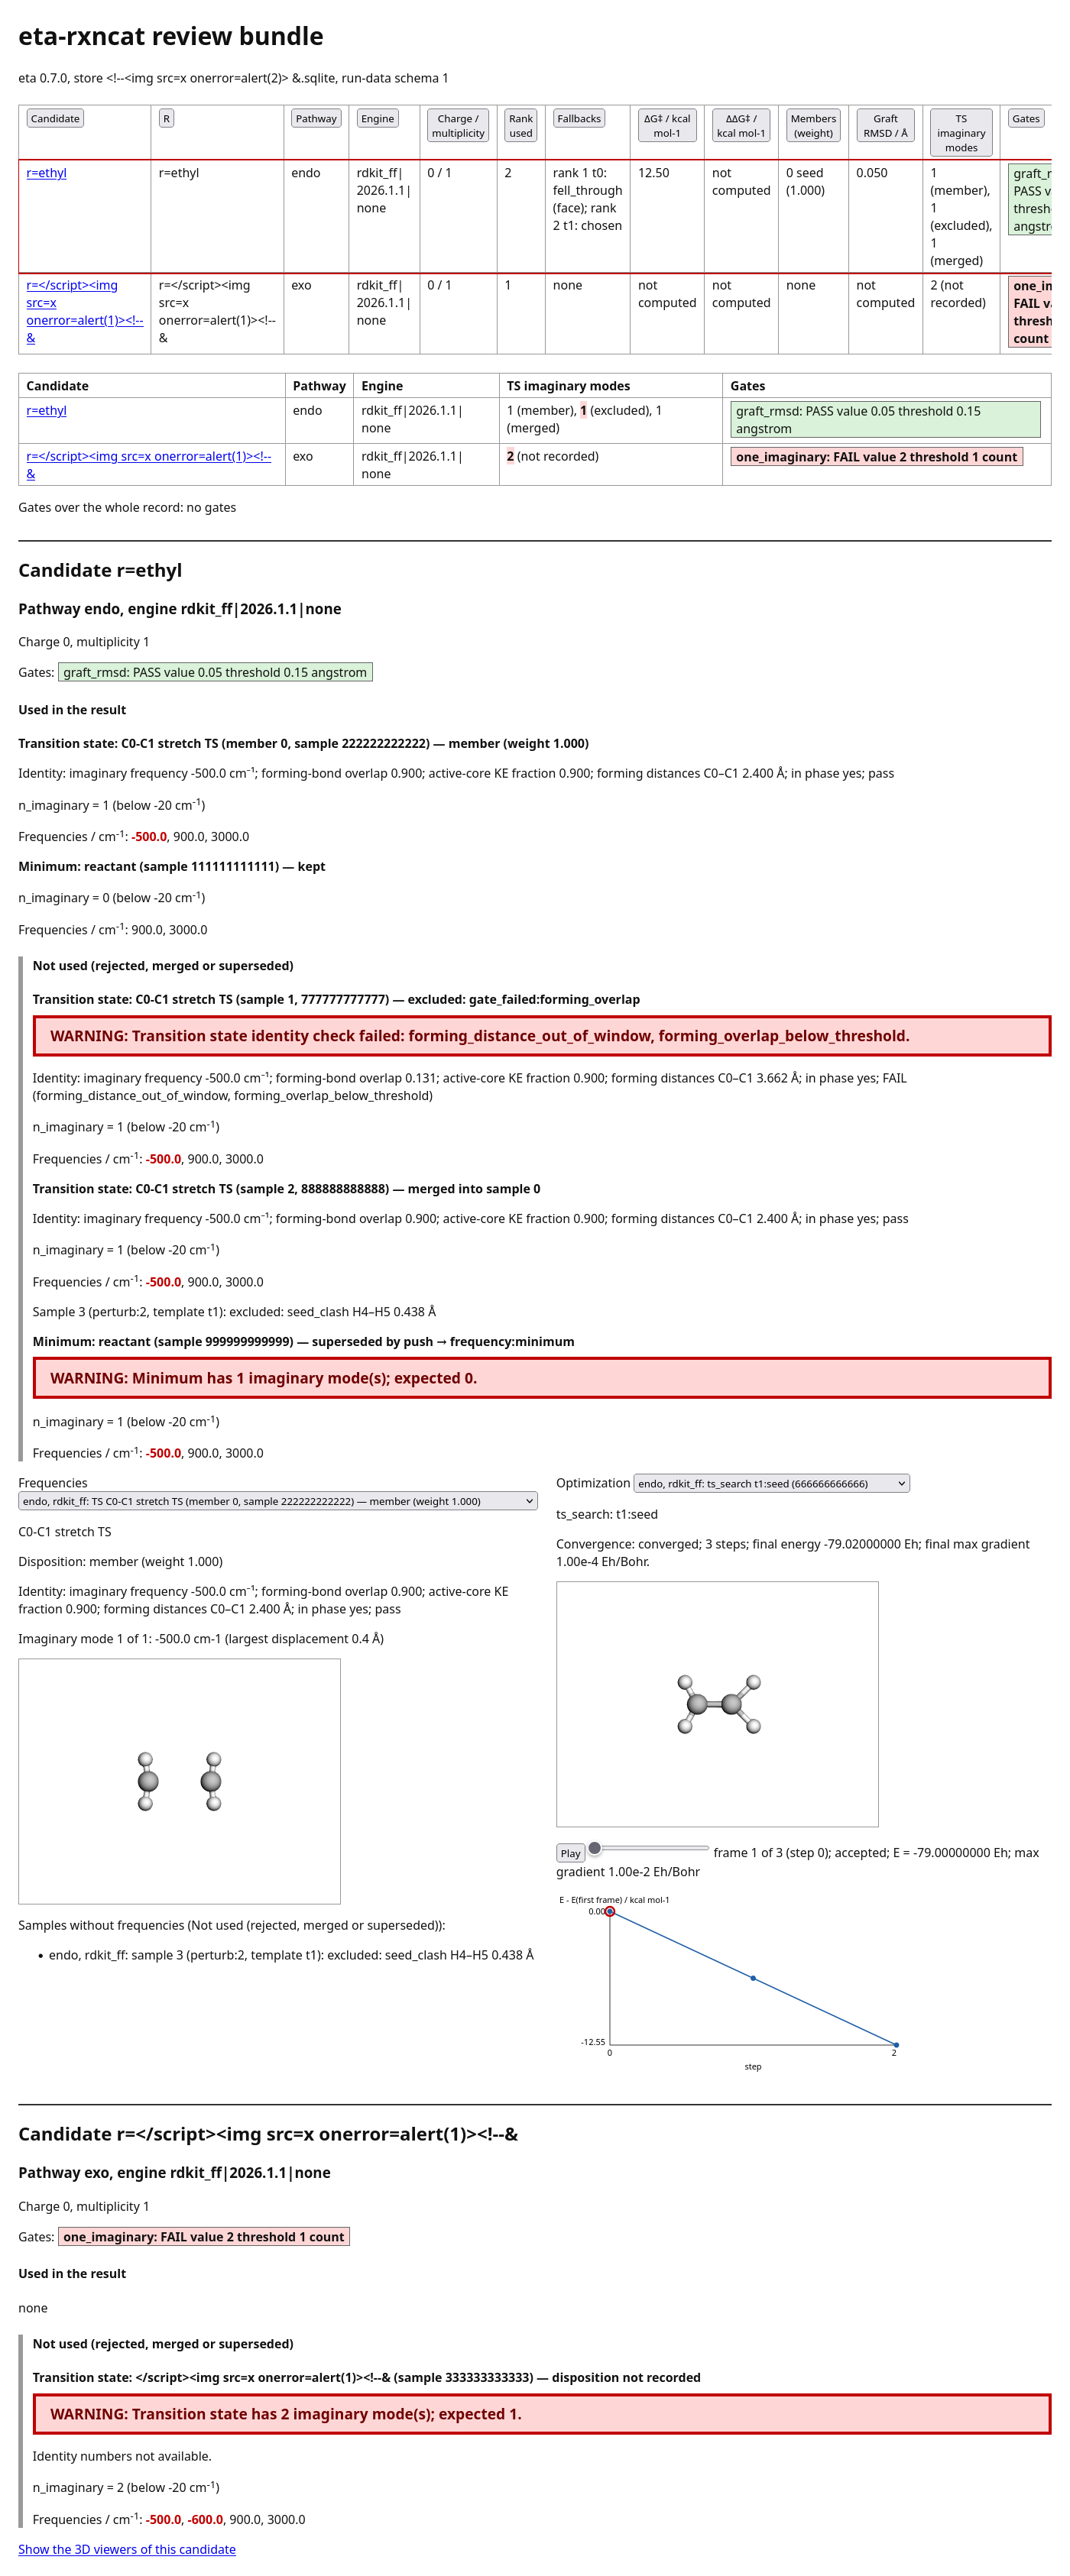 eta-rxncat review bundle
eta 0.7.0, store <!--<img src=x onerror=alert(2)> &.sqlite, run-data schema 1
Candidate R Pathway Engine Charge / multiplicity Rank used Fallbacks ΔG‡ / kcal mol-1 ΔΔG‡ / kcal mol-1 Members (weight) Graft RMSD / Å TS imaginary modes Gates
r=ethyl r=ethyl endo rdkit_ff|2026.1.1|none 0 / 1 2 rank 1 t0: fell_through (face); rank 2 t1: chosen 12.50 not computed 0 seed (1.000) 0.050 1 (member), 1 (excluded), 1 (merged)
r=</script><img src=x onerror=alert(1)><!--& r=</script><img src=x onerror=alert(1)><!--& exo rdkit_ff|2026.1.1|none 0 / 1 1 none not computed not computed none not computed 2 (not recorded)
Candidate Pathway Engine TS imaginary modes Gates
r=ethyl endo rdkit_ff|2026.1.1|none 1 (member), 1 (excluded), 1 (merged) graft_rmsd: PASS value 0.05 threshold 0.15 angstrom
r=</script><img src=x onerror=alert(1)><!--& exo rdkit_ff|2026.1.1|none 2 (not recorded) one_imaginary: FAIL value 2 threshold 1 count
Gates over the whole record: no gates
Candidate r=ethyl
Pathway endo, engine rdkit_ff|2026.1.1|none
Charge 0, multiplicity 1
Gates: graft_rmsd: PASS value 0.05 threshold 0.15 angstrom
Used in the result
Transition state: C0-C1 stretch TS (member 0, sample 222222222222) — member (weight 1.000)
Identity: imaginary frequency -500.0 cm⁻¹; forming-bond overlap 0.900; active-core KE fraction 0.900; forming distances C0–C1 2.400 Å; in phase yes; pass
n_imaginary = 1 (below -20 cm-1)
Frequencies / cm-1: -500.0, 900.0, 3000.0
Minimum: reactant (sample 111111111111) — kept
n_imaginary = 0 (below -20 cm-1)
Frequencies / cm-1: 900.0, 3000.0
Not used (rejected, merged or superseded)
Transition state: C0-C1 stretch TS (sample 1, 777777777777) — excluded: gate_failed:forming_overlap
WARNING: Transition state identity check failed: forming_distance_out_of_window, forming_overlap_below_threshold.
Identity: imaginary frequency -500.0 cm⁻¹; forming-bond overlap 0.131; active-core KE fraction 0.900; forming distances C0–C1 3.662 Å; in phase yes; FAIL
(forming_distance_out_of_window, forming_overlap_below_threshold)
n_imaginary = 1 (below -20 cm-1)
Frequencies / cm-1: -500.0, 900.0, 3000.0
Transition state: C0-C1 stretch TS (sample 2, 888888888888) — merged into sample 0
Identity: imaginary frequency -500.0 cm⁻¹; forming-bond overlap 0.900; active-core KE fraction 0.900; forming distances C0–C1 2.400 Å; in phase yes; pass
n_imaginary = 1 (below -20 cm-1)
Frequencies / cm-1: -500.0, 900.0, 3000.0
Sample 3 (perturb:2, template t1): excluded: seed_clash H4–H5 0.438 Å
Minimum: reactant (sample 999999999999) — superseded by push → frequency:minimum
WARNING: Minimum has 1 imaginary mode(s); expected 0.
n_imaginary = 1 (below -20 cm-1)
Frequencies / cm-1: -500.0, 900.0, 3000.0
Frequencies
endo, rdkit_ff: TS C0-C1 stretch TS (member 0, sample 222222222222) — member (weight 1.000)
C0-C1 stretch TS
Disposition: member (weight 1.000)
Identity: imaginary frequency -500.0 cm⁻¹; forming-bond overlap 0.900; active-core KE
fraction 0.900; forming distances C0–C1 2.400 Å; in phase yes; pass
Imaginary mode 1 of 1: -500.0 cm-1 (largest displacement 0.4 Å)
Samples without frequencies (Not used (rejected, merged or superseded)):
• endo, rdkit_ff: sample 3 (perturb:2, template t1): excluded: seed_clash H4–H5 0.438 Å
Optimization endo, rdkit_ff: ts_search t1:seed (666666666666)
ts_search: t1:seed
Convergence: converged; 3 steps; final energy -79.02000000 Eh; final max gradient
1.00e-4 Eh/Bohr.
Play frame 1 of 3 (step 0); accepted; E = -79.00000000 Eh; max
gradient 1.00e-2 Eh/Bohr
E - E(first frame) / kcal mol-1
0.00
-12.55
0 2
step
Candidate r=</script><img src=x onerror=alert(1)><!--&
Pathway exo, engine rdkit_ff|2026.1.1|none
Charge 0, multiplicity 1
Gates: one_imaginary: FAIL value 2 threshold 1 count
Used in the result
none
Not used (rejected, merged or superseded)
Transition state: </script><img src=x onerror=alert(1)><!--& (sample 333333333333) — disposition not recorded
WARNING: Transition state has 2 imaginary mode(s); expected 1.
Identity numbers not available.
n_imaginary = 2 (below -20 cm-1)
Frequencies / cm-1: -500.0, -600.0, 900.0, 3000.0
Show the 3D viewers of this candidate